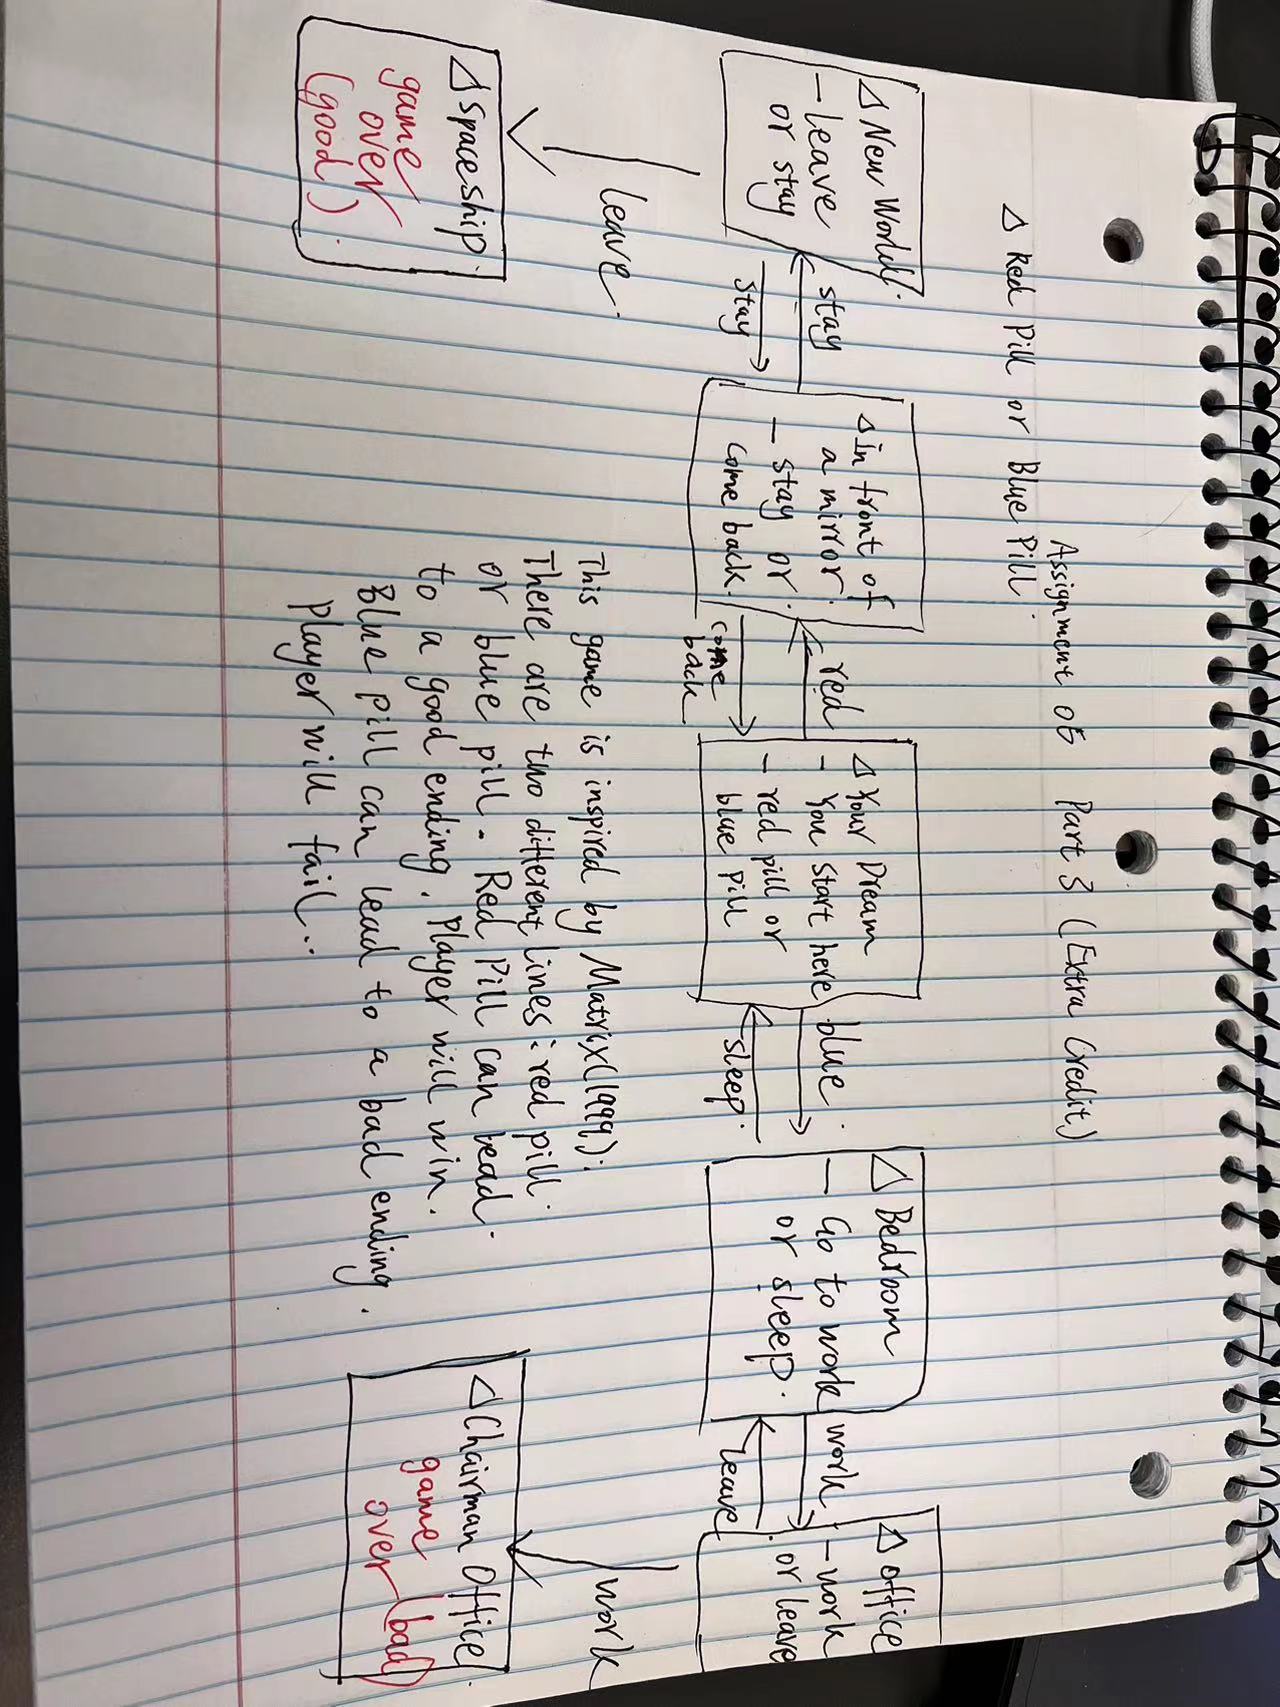 Assignment 05 Part 3 (Extra Credit)
△ Red Pill or Blue Pill.
△ New World.
- leave
or stay
stay
stay
△ in front of
a mirror.
- stay or
come back.
red
come
back
△ Your Dream
- You start here
- red pill or
blue pill
blue.
sleep.
△ Bedroom
- Go to work
or sleep.
work
leave
△ office
- work
or leave
leave.
work
△ Spaceship.
game
over
(good).
△ Chairman Office.
game
over (bad)
This game is inspired by Matrix(1999).
There are two different lines: red pill
or blue pill. Red Pill can lead
to a good ending. Player will win.
Blue pill can lead to a bad ending.
Player will fail..